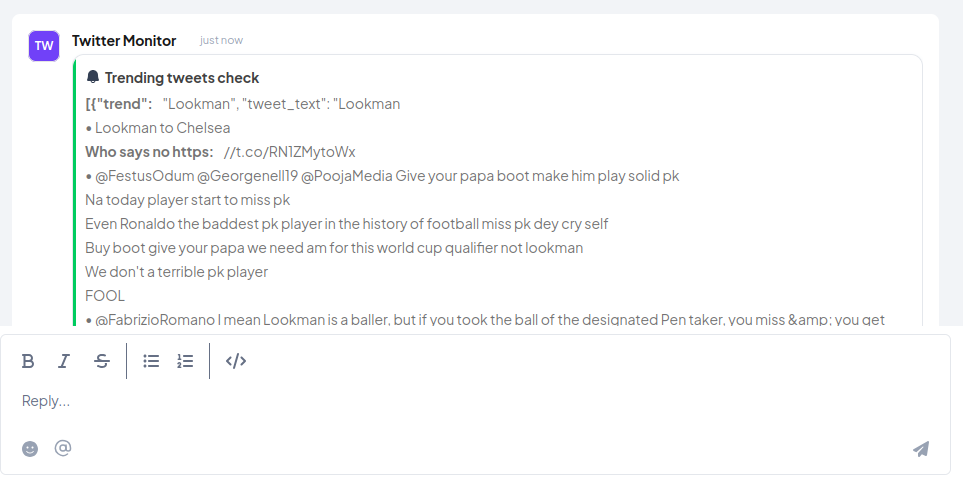 TW
Twitter Monitor just now
Trending tweets check
[{"trend": "Lookman", "tweet_text": "Lookman
• Lookman to Chelsea
Who says no https: //t.co/RN1ZMytoWx
• @FestusOdum @Georgenell19 @PoojaMedia Give your papa boot make him play solid pk
Na today player start to miss pk
Even Ronaldo the baddest pk player in the history of football miss pk dey cry self
Buy boot give your papa we need am for this world cup qualifier not lookman
We don't a terrible pk player
FOOL
• @FabrizioRomano I mean Lookman is a baller, but if you took the ball of the designated Pen taker, you miss &amp; you get
B I S </>
Reply...
@